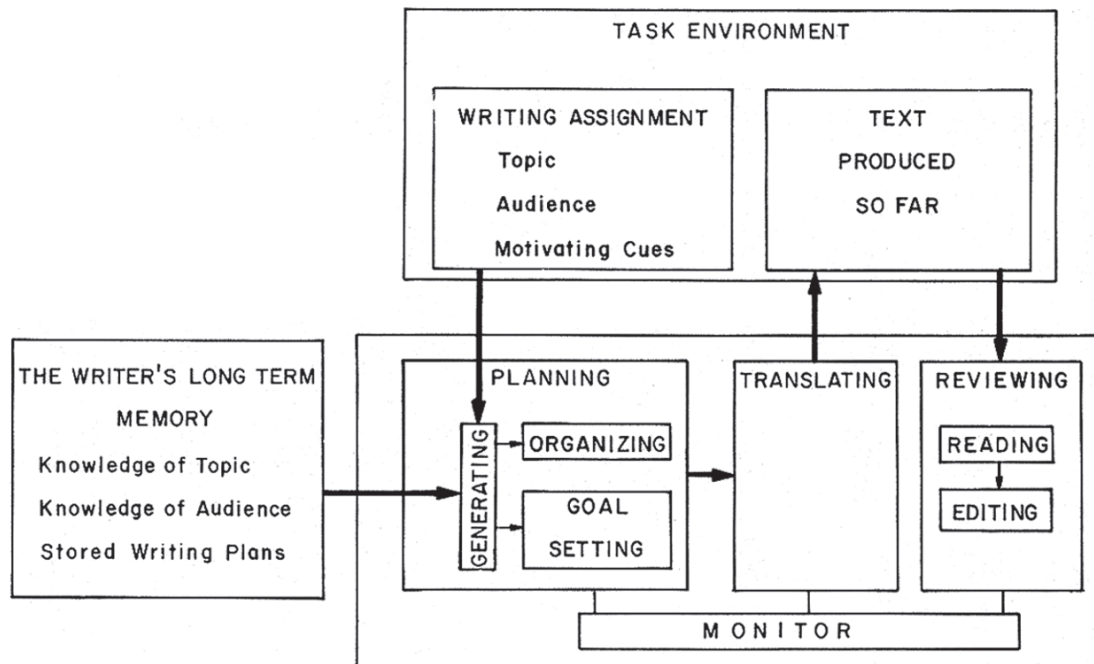 TASK ENVIRONMENT
WRITING ASSIGNMENT
Topic
Audience
Motivating Cues
TEXT
PRODUCED
SO FAR
THE WRITER'S LONG TERM
MEMORY
Knowledge of Topic
Knowledge of Audience
Stored Writing Plans
PLANNING
GENERATING
ORGANIZING
GOAL
SETTING
TRANSLATING
REVIEWING
READING
EDITING
MONITOR